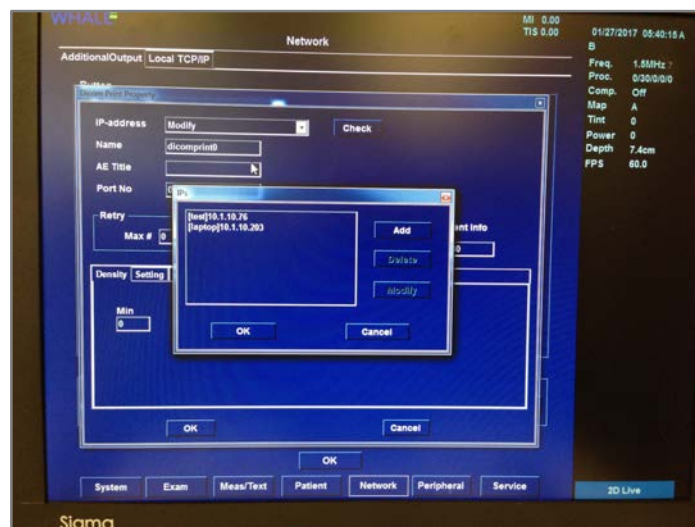 WHALE
MI 0.00
TIS 0.00
Network
01/27/2017 05:40:15 A
B
AdditionalOutput Local TCP/IP
Freq. 1.5MHz ?
Proc. 0/30/0/0/0
Comp. Off
Map A
Tint 0
Power 0
Depth 7.4cm
FPS 60.0
Button
Dicom Print Property
IP-address Modify Check
Name dicomprint0
AE Title
Port No
IPs
Retry
Max # 0
[test]10.1.10.76
[laptop]10.1.10.203
Add
Delete
Modify
ent Info
Density Setting
Min
0
OK Cancel
OK Cancel
OK
System Exam Meas/Text Patient Network Peripheral Service
2D Live
Sigma